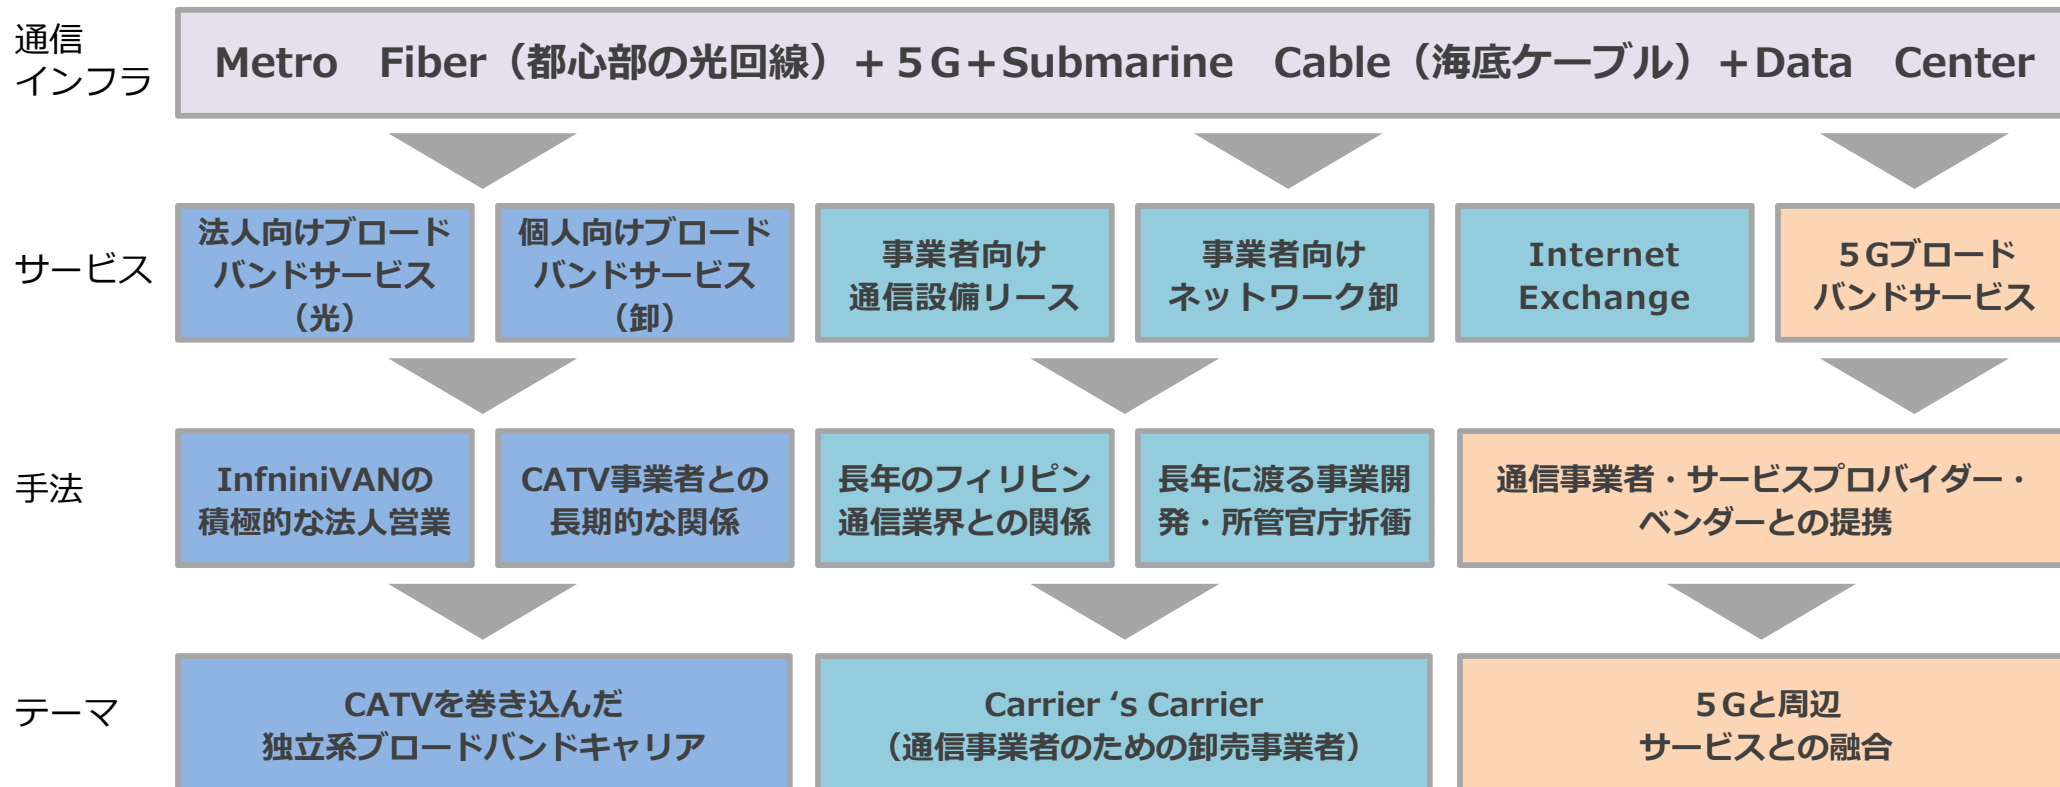 通信
インフラ
Metro　Fiber（都心部の光回線）＋５G＋Submarine　Cable（海底ケーブル）＋Data　Center
サービス
法人向けブロード
バンドサービス
（光）
個人向けブロード
バンドサービス
（卸）
事業者向け
通信設備リース
事業者向け
ネットワーク卸
Internet
Exchange
５Gブロード
バンドサービス
手法
InfniniVANの
積極的な法人営業
CATV事業者との
長期的な関係
長年のフィリピン
通信業界との関係
長年に渡る事業開
発・所管官庁折衝
通信事業者・サービスプロバイダー・
ベンダーとの提携
テーマ
CATVを巻き込んだ
独立系ブロードバンドキャリア
Carrier ‘s Carrier
（通信事業者のための卸売事業者）
５Gと周辺
サービスとの融合